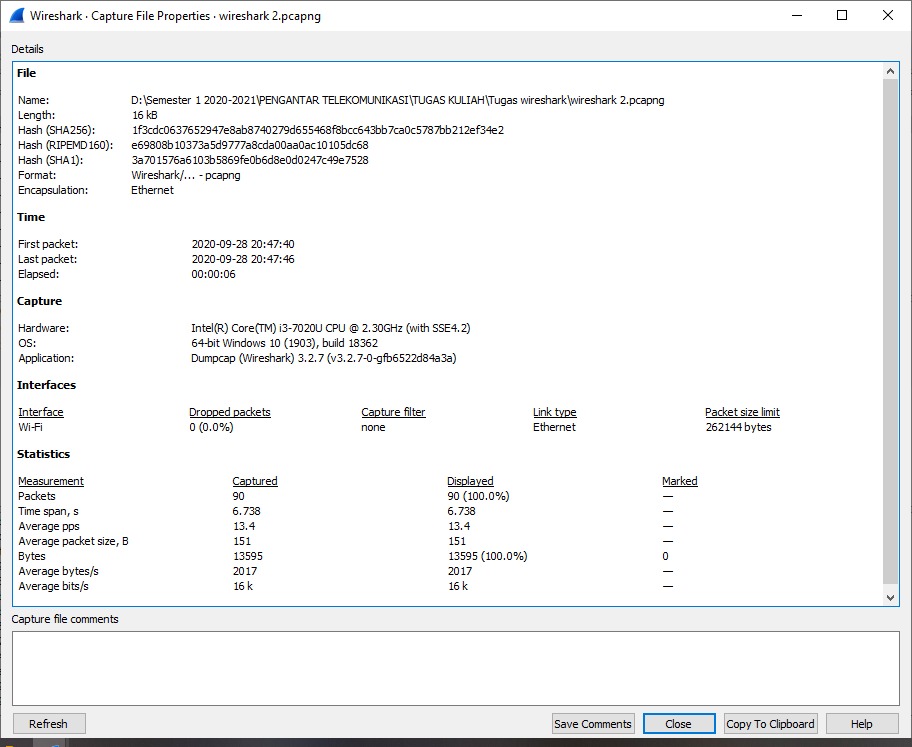 Wireshark · Capture File Properties · wireshark 2.pcapng
Details
File
Name: D:\Semester 1 2020-2021\PENGANTAR TELEKOMUNIKASI\TUGAS KULIAH\Tugas wireshark\wireshark 2.pcapng
Length: 16 kB
Hash (SHA256): 1f3cdc0637652947e8ab8740279d655468f8bcc643bb7ca0c5787bb212ef34e2
Hash (RIPEMD160): e69808b10373a5d9777a8cda00aa0ac10105dc68
Hash (SHA1): 3a701576a6103b5869fe0b6d8e0d0247c49e7528
Format: Wireshark/... - pcapng
Encapsulation: Ethernet
Time
First packet: 2020-09-28 20:47:40
Last packet: 2020-09-28 20:47:46
Elapsed: 00:00:06
Capture
Hardware: Intel(R) Core(TM) i3-7020U CPU @ 2.30GHz (with SSE4.2)
OS: 64-bit Windows 10 (1903), build 18362
Application: Dumpcap (Wireshark) 3.2.7 (v3.2.7-0-gfb6522d84a3a)
Interfaces
Interface Dropped packets Capture filter Link type Packet size limit
Wi-Fi 0 (0.0%) none Ethernet 262144 bytes
Statistics
Measurement Captured Displayed Marked
Packets 90 90 (100.0%) —
Time span, s 6.738 6.738 —
Average pps 13.4 13.4 —
Average packet size, B 151 151 —
Bytes 13595 13595 (100.0%) 0
Average bytes/s 2017 2017 —
Average bits/s 16 k 16 k —
Capture file comments
Refresh Save Comments Close Copy To Clipboard Help